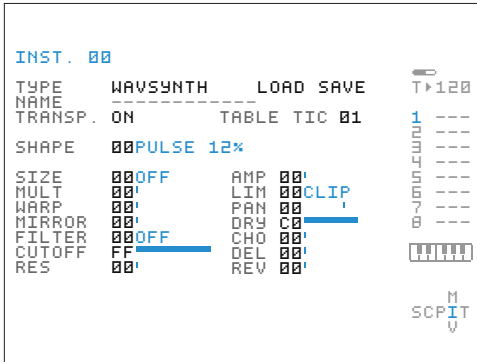 INST. 00
TYPE WAVSYNTH LOAD SAVE
NAME -------------
TRANSP. ON TABLE TIC 01
SHAPE 00PULSE 12%
SIZE 00OFF AMP 00
MULT 00 LIM 00CLIP
WARP 00 PAN 00
MIRROR 00 DRY C0
FILTER 00OFF CHO 00
CUTOFF FF DEL 00
RES 00 REV 00
T▸120
1 ---
2 ---
3 ---
4 ---
5 ---
6 ---
7 ---
8 ---
M
SCPIT
V